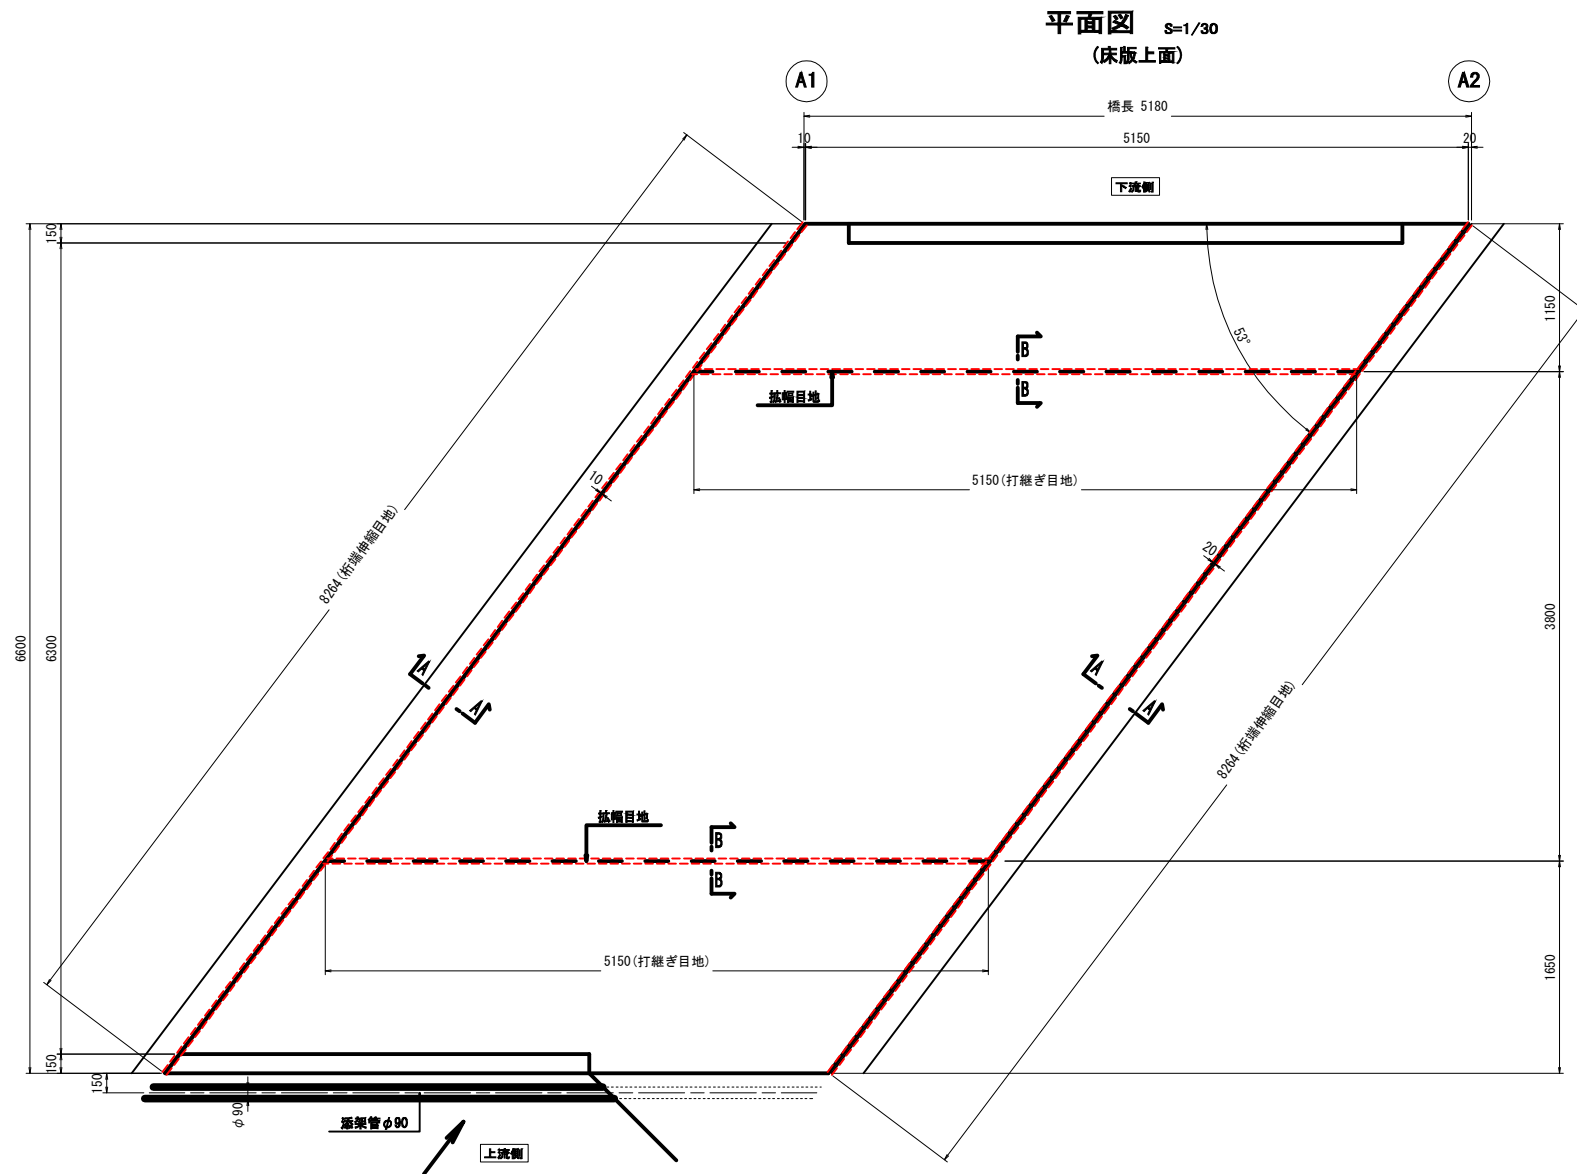 平面図 S=1/30
(床版上面)
A1
A2
橋長 5180
10
5150
20
下流側
150
1150
53°
B
B
拡幅目地
10
5150(打継ぎ目地)
8264(桁端伸縮目地)
20
6600
6300
3800
A
A
A
A
8264(桁端伸縮目地)
拡幅目地
B
B
5150(打継ぎ目地)
1650
150
150
φ90
添架管φ90
上流側